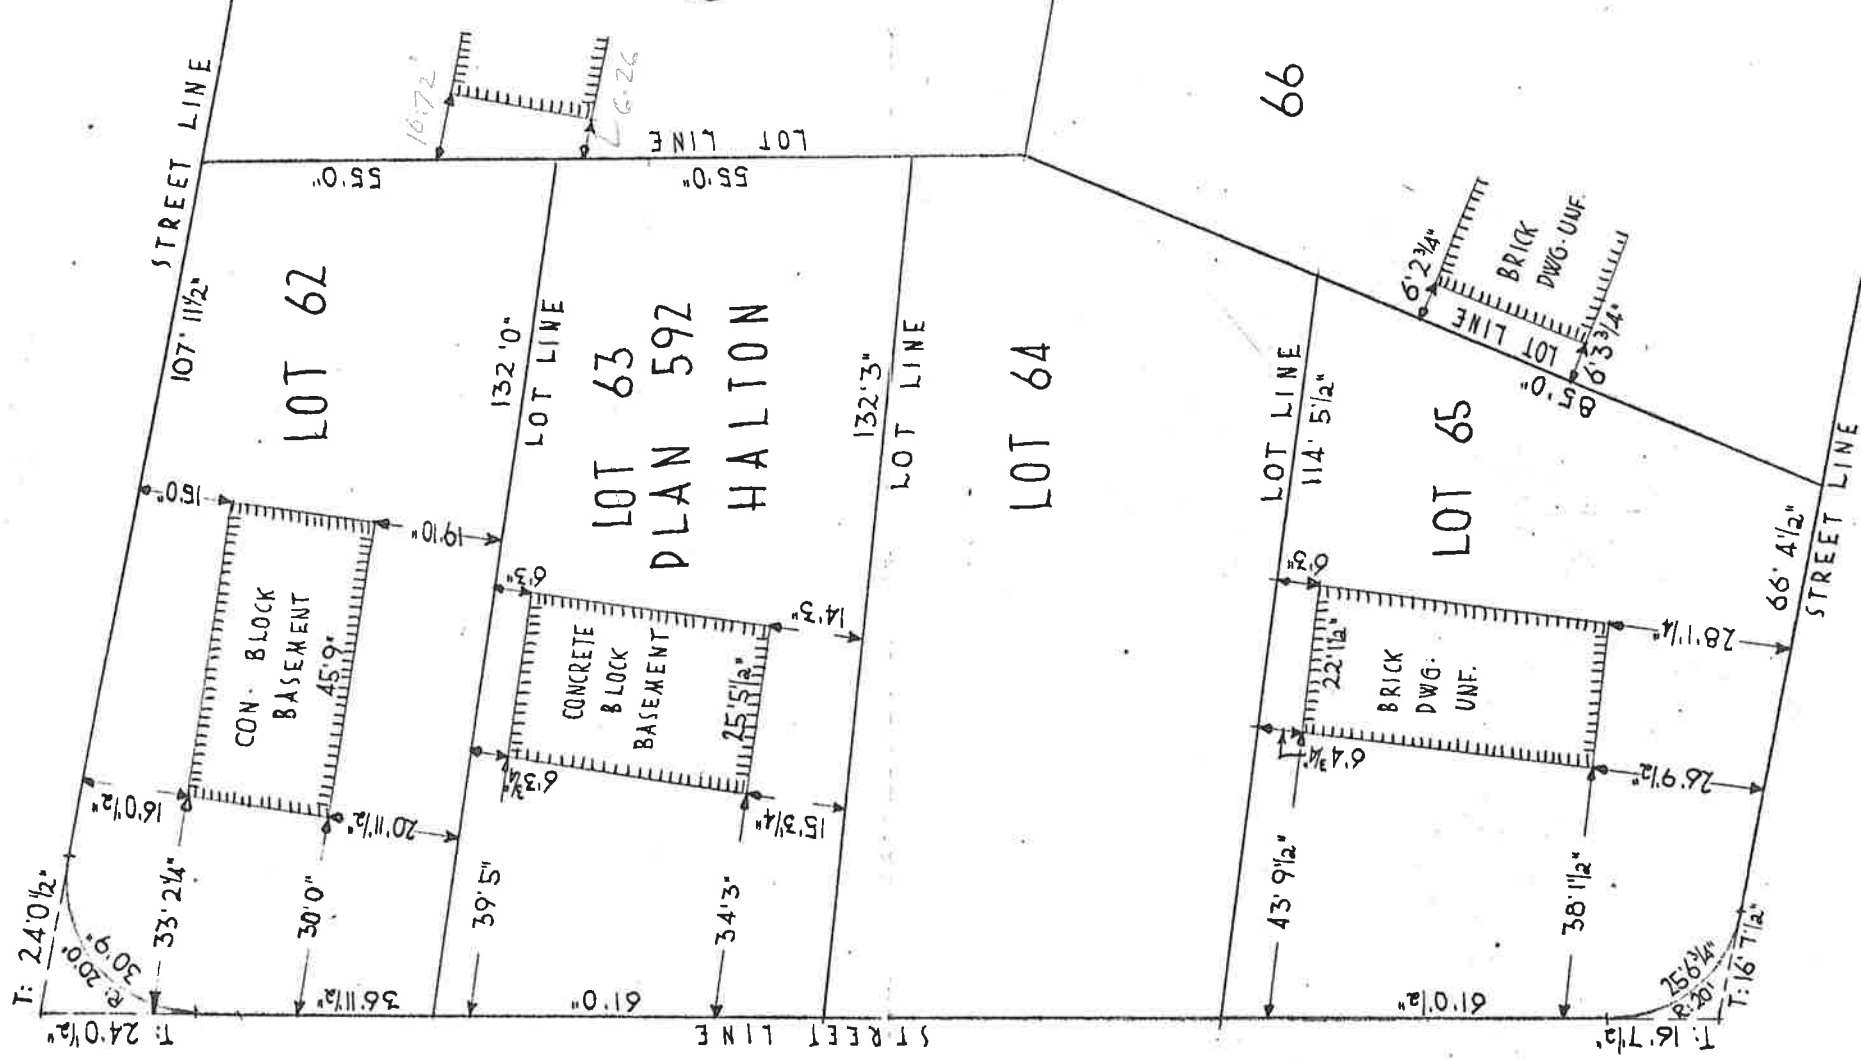 STREET LINE
107' 11½"
LOT 62
55'0"
15'0"
19'10"
CON. BLOCK
BASEMENT
45'9"
16'0½"
20'11½"
T: 24'0½"
R: 20'0"
30'9"
33'2¼"
30'0"
36'11½"
T: 24'0½"
16.72'
6.26
LOT LINE
132'0"
LOT LINE
LOT 63
PLAN 592
HALTON
55'0"
6'3"
14'3"
CONCRETE
BLOCK
BASEMENT
25'5½"
6'3¾"
15'3¼"
39'5"
34'3"
61'0"
STREET LINE
132'3"
LOT LINE
LOT 64
66
LOT LINE
114' 5½"
LOT 65
6'2¾"
BRICK
DWG. UNF.
LOT LINE
6'3¾"
85'0"
6'3"
22'1½"
BRICK
DWG.
UNF.
28'1¼"
6'4¾"
26'9½"
43'9½"
38'1½"
61'0½"
66' 4½"
STREET LINE
25'6¾"
R: 20'
T: 16'7½"
T: 16'7½"